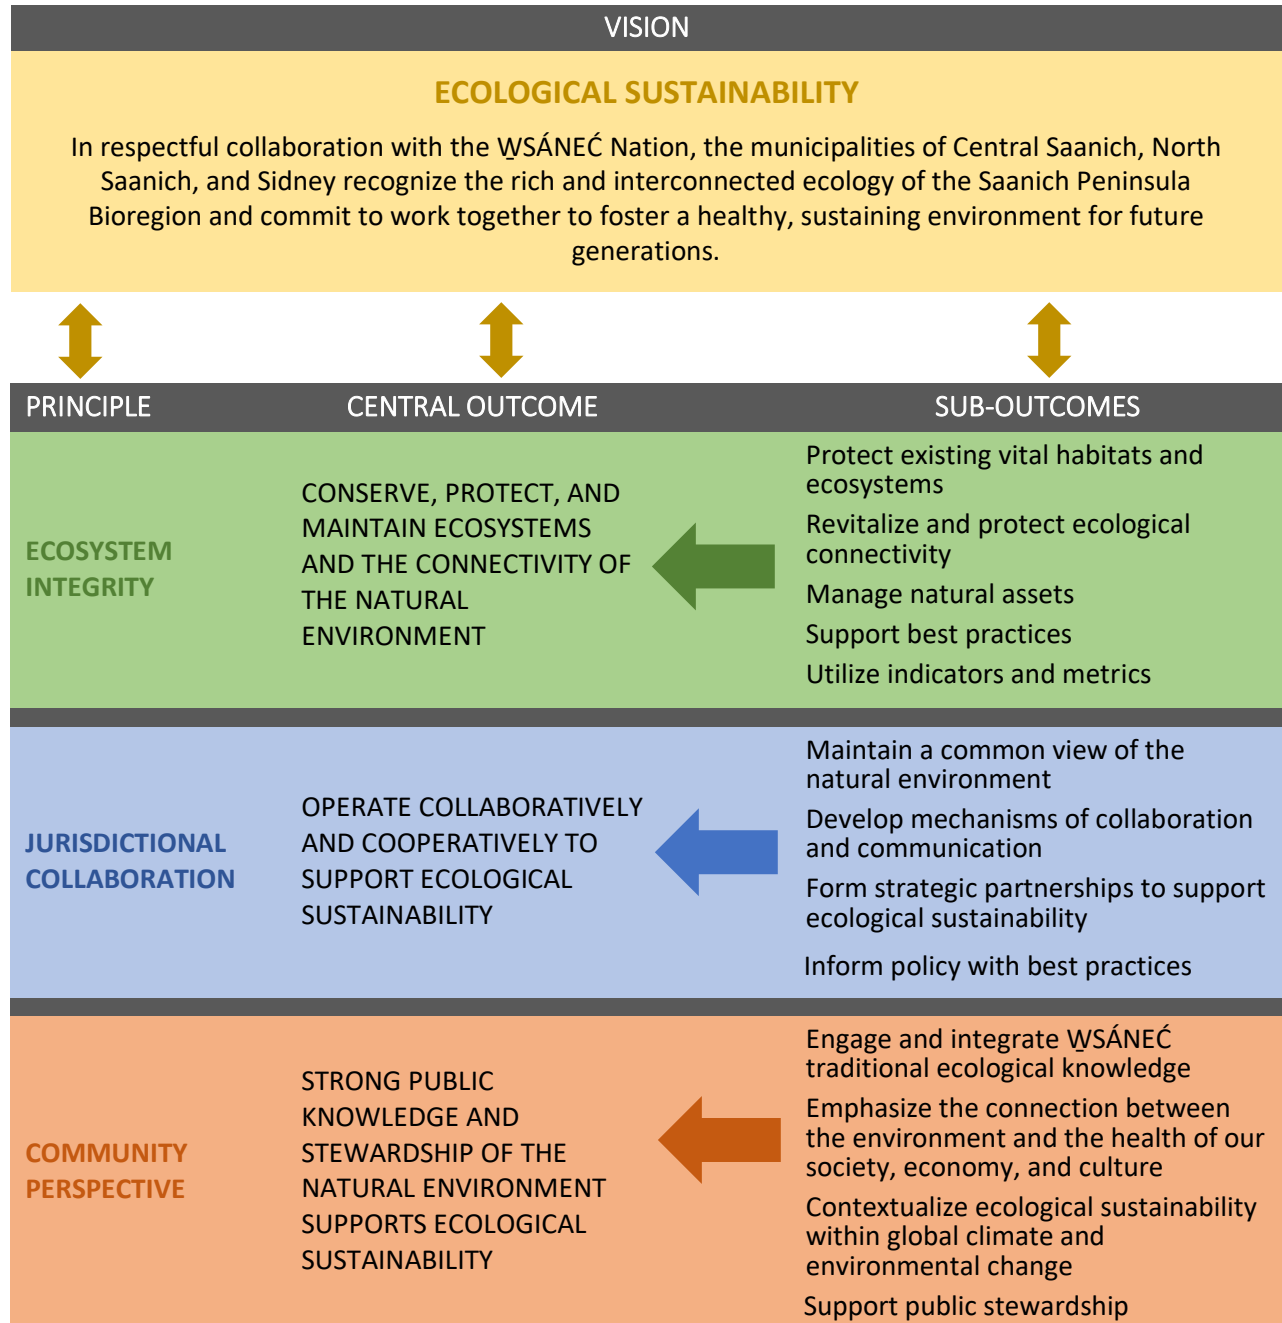 VISION
ECOLOGICAL SUSTAINABILITY
In respectful collaboration with the W̱SÁNEĆ Nation, the municipalities of Central Saanich, North
Saanich, and Sidney recognize the rich and interconnected ecology of the Saanich Peninsula
Bioregion and commit to work together to foster a healthy, sustaining environment for future
generations.
PRINCIPLE
CENTRAL OUTCOME
SUB-OUTCOMES
ECOSYSTEM
INTEGRITY
CONSERVE, PROTECT, AND
MAINTAIN ECOSYSTEMS
AND THE CONNECTIVITY OF
THE NATURAL
ENVIRONMENT
Protect existing vital habitats and
ecosystems
Revitalize and protect ecological
connectivity
Manage natural assets
Support best practices
Utilize indicators and metrics
JURISDICTIONAL
COLLABORATION
OPERATE COLLABORATIVELY
AND COOPERATIVELY TO
SUPPORT ECOLOGICAL
SUSTAINABILITY
Maintain a common view of the
natural environment
Develop mechanisms of collaboration
and communication
Form strategic partnerships to support
ecological sustainability
Inform policy with best practices
COMMUNITY
PERSPECTIVE
STRONG PUBLIC
KNOWLEDGE AND
STEWARDSHIP OF THE
NATURAL ENVIRONMENT
SUPPORTS ECOLOGICAL
SUSTAINABILITY
Engage and integrate W̱SÁNEĆ
traditional ecological knowledge
Emphasize the connection between
the environment and the health of our
society, economy, and culture
Contextualize ecological sustainability
within global climate and
environmental change
Support public stewardship